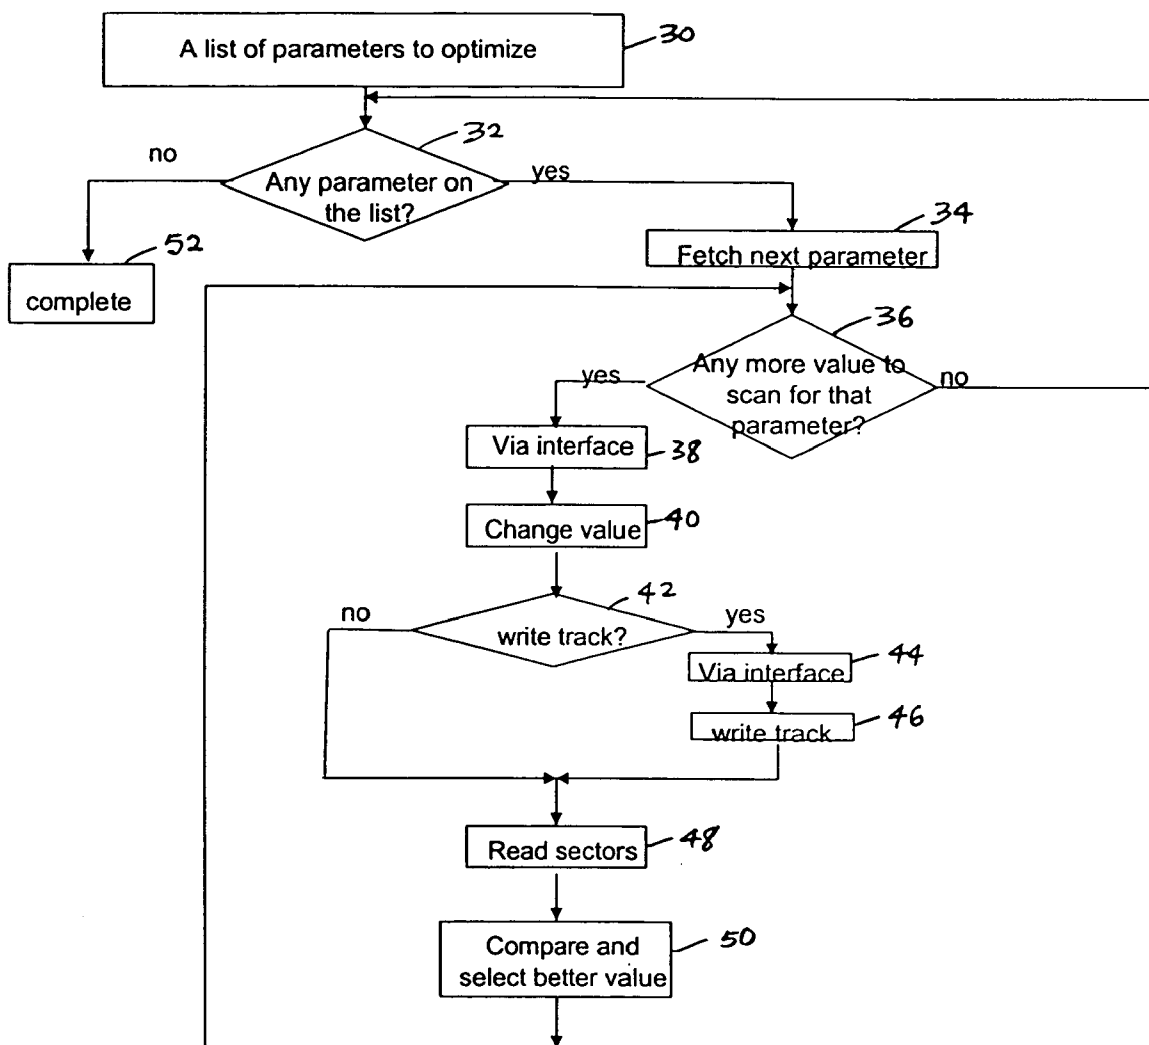 A list of parameters to optimize
30
32
no
yes
Any parameter on
the list?
34
52
Fetch next parameter
complete
36
Any more value to
yes
no
scan for that
parameter?
Via interface
38
Change value
40
42
no
yes
write track?
44
Via interface
46
write track
48
Read sectors
50
Compare and
select better value